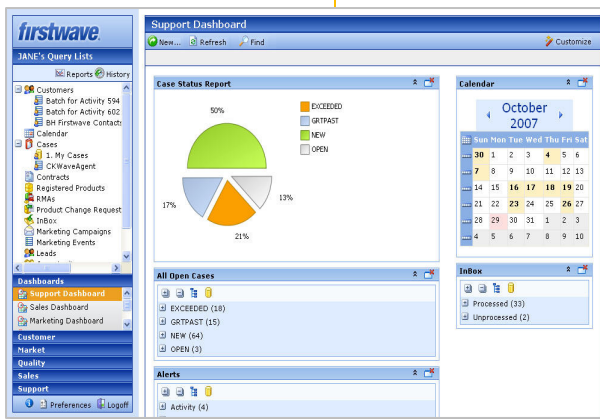 firstwave
JANE's Query Lists
Reports History
Customers
Batch for Activity 594
Batch for Activity 602
BH Firstwave Contacts
Calendar
Cases
1. My Cases
CKWaveAgent
Contracts
Registered Products
RMAs
Product Change Request
InBox
Marketing Campaigns
Marketing Events
Leads
Dashboards
Support Dashboard
Sales Dashboard
Marketing Dashboard
Customer
Market
Quality
Sales
Support
Preferences Logoff
Support Dashboard
New... Refresh Find
Customize
Case Status Report
50%
17%
21%
13%
EXCEEDED
GRTPAST
NEW
OPEN
All Open Cases
EXCEEDED (18)
GRTPAST (15)
NEW (64)
OPEN (3)
Alerts
Activity (4)
Calendar
October
2007
Sun Mon Tue Wed Thu Fri Sat
30 1 2 3 4 5 6
7 8 9 10 11 12 13
14 15 16 17 18 19 20
21 22 23 24 25 26 27
28 29 30 31 1 2 3
4 5 6 7 8 9 10
InBox
Processed (33)
Unprocessed (2)